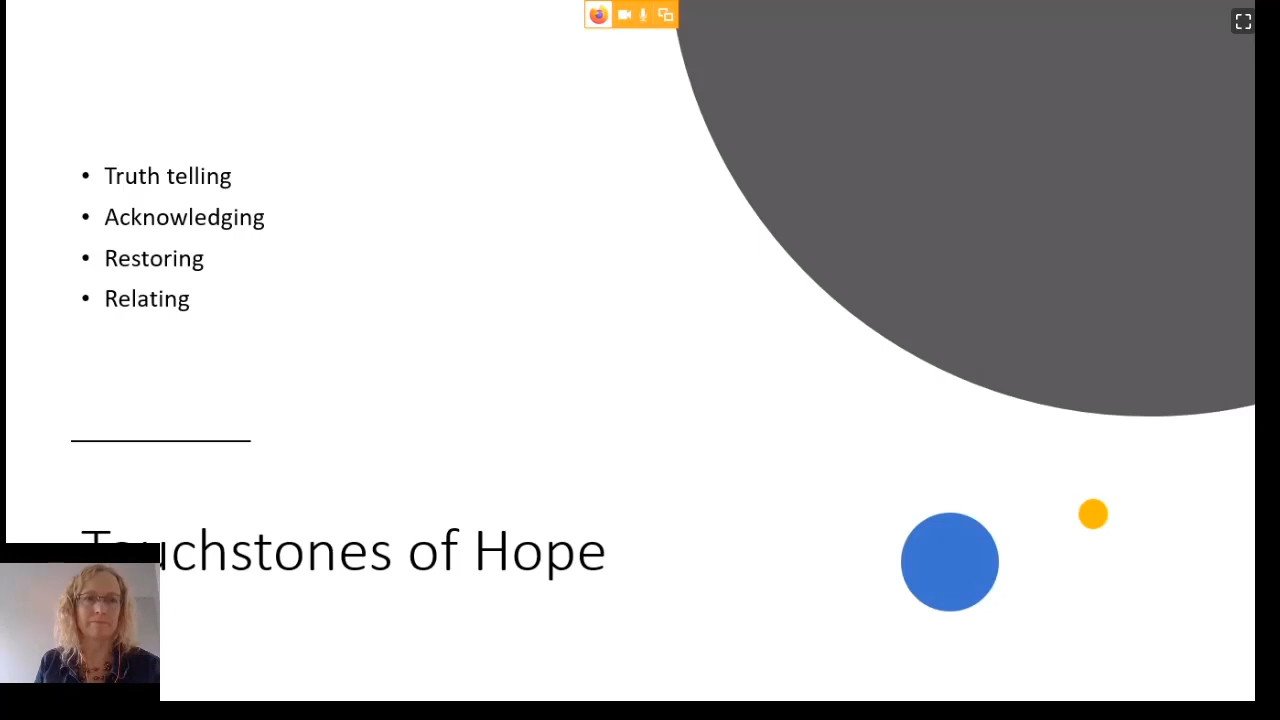 • Truth telling
• Acknowledging
• Restoring
• Relating
Touchstones of Hope